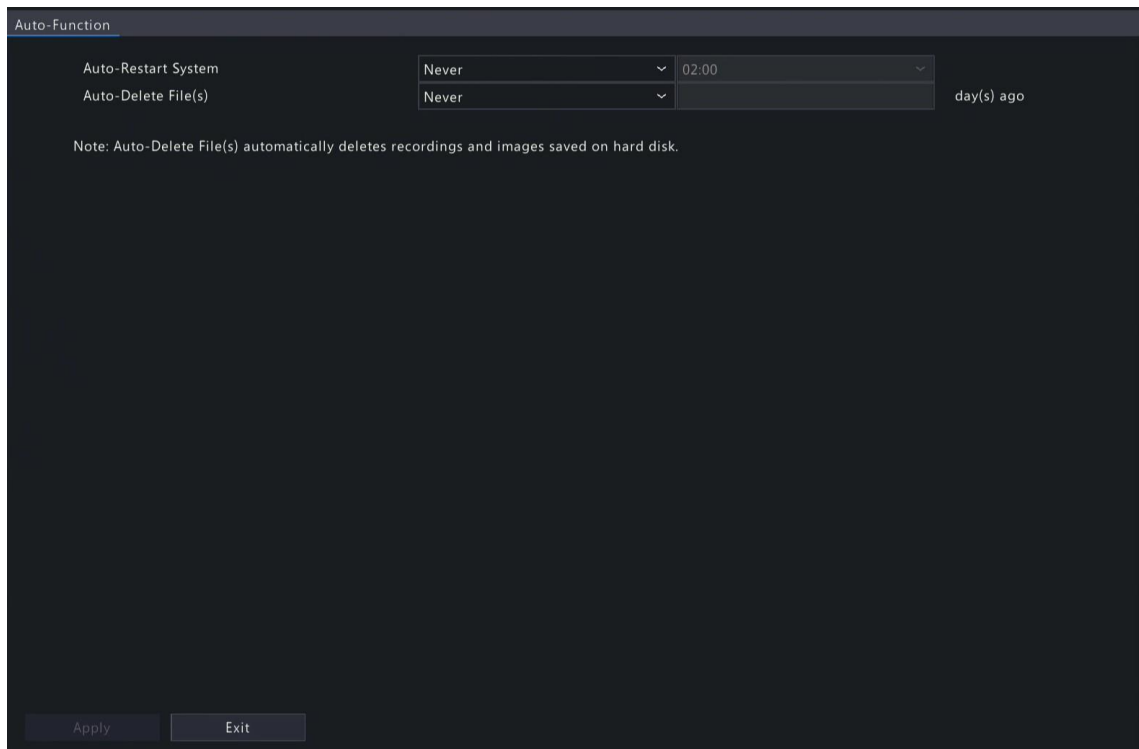 Auto-Function
Auto-Restart System Never 02:00
Auto-Delete File(s) Never day(s) ago
Note: Auto-Delete File(s) automatically deletes recordings and images saved on hard disk.
Apply Exit